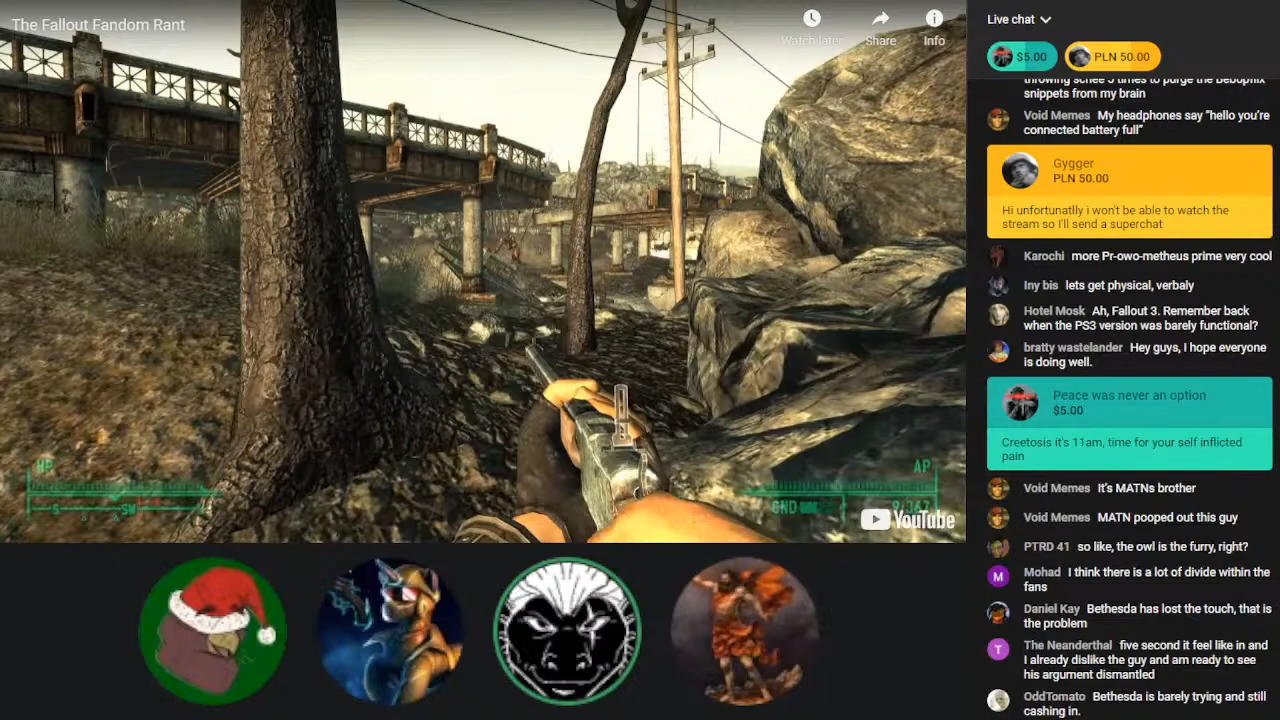 The Fallout Fandom Rant
Watch later
Share
Info
HP
S
SW
AP
CND
YouTube
Live chat
$5.00
PLN 50.00
snippets from my brain
Void Memes My headphones say "hello you're
connected battery full"
Gygger
PLN 50.00
Hi unfortunatlly i won't be able to watch the
stream so I'll send a superchat
Karochi more Pr-owo-metheus prime very cool
Iny bis lets get physical, verbaly
Hotel Mosk Ah, Fallout 3. Remember back
when the PS3 version was barely functional?
bratty wastelander Hey guys, I hope everyone
is doing well.
Peace was never an option
$5.00
Creetosis it's 11am, time for your self inflicted
pain
Void Memes It's MATNs brother
Void Memes MATN pooped out this guy
PTRD 41 so like, the owl is the furry, right?
M
Mohad I think there is a lot of divide within the
fans
Daniel Kay Bethesda has lost the touch, that is
the problem
T
The Neanderthal five second it feel like in and
I already dislike the guy and am ready to see
his argument dismantled
OddTomato Bethesda is barely trying and still
cashing in.